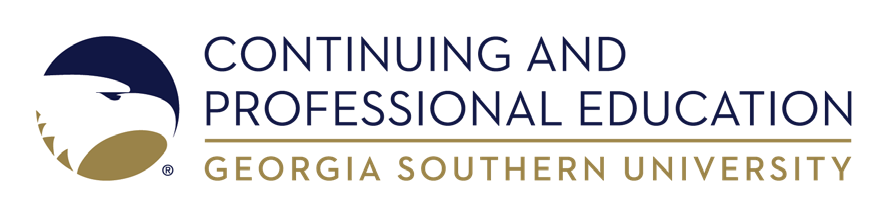 CONTINUING AND
PROFESSIONAL EDUCATION
®
GEORGIA SOUTHERN UNIVERSITY